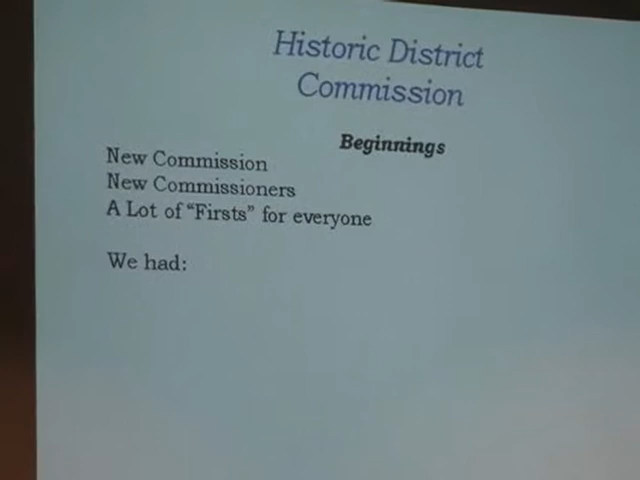 Historic District
Commission
Beginnings
New Commission
New Commissioners
A Lot of “Firsts” for everyone
We had: